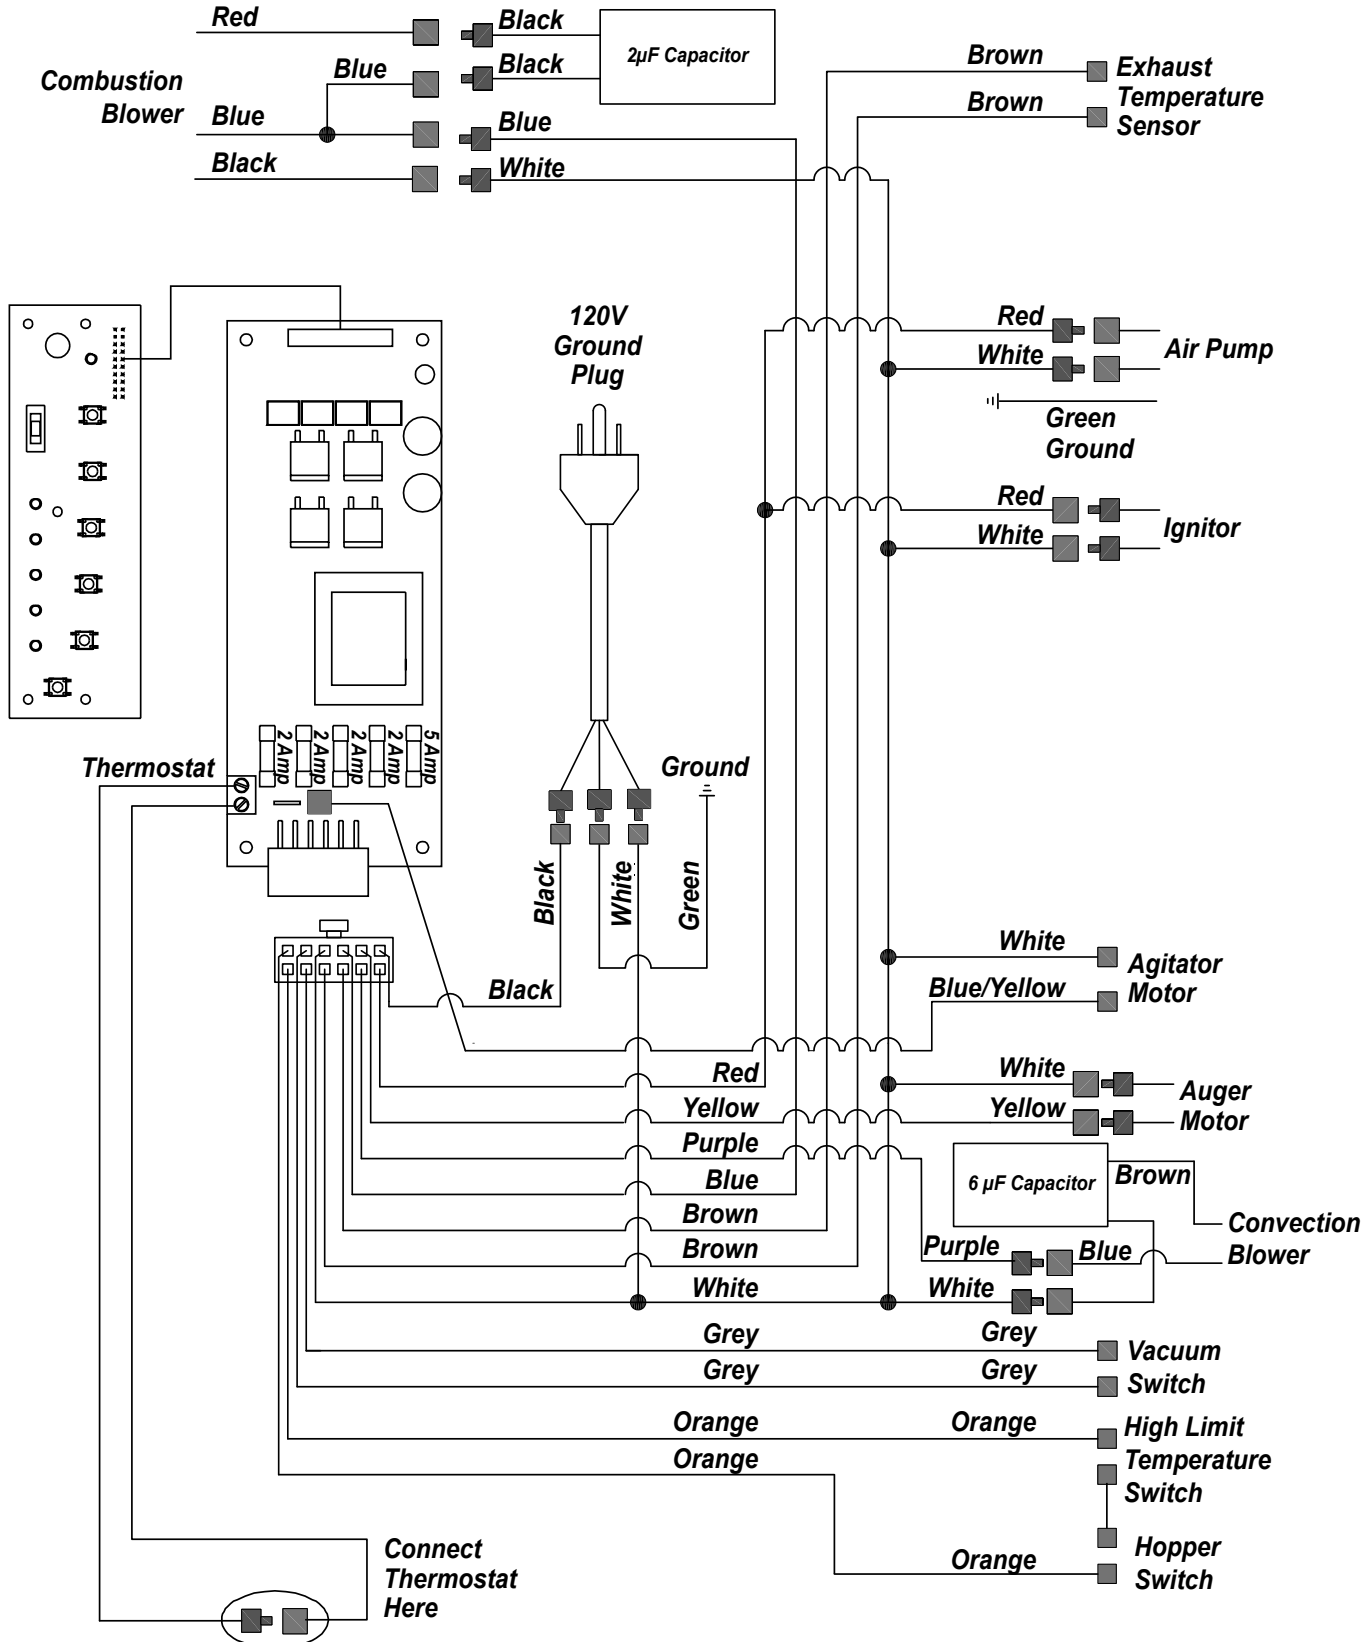 Red
Black
2µF Capacitor
Combustion
Blower
Blue
Black
Blue
Blue
Black
White
Brown
Exhaust
Temperature
Sensor
Brown
120V
Ground
Plug
Red
White
Air Pump
Green
Ground
Red
White
Ignitor
2 Amp
2 Amp
2 Amp
2 Amp
5 Amp
Thermostat
Ground
Black
White
Green
Black
White
Agitator
Motor
Blue/Yellow
Red
White
Auger
Motor
Yellow
Yellow
Purple
6 µF Capacitor
Brown
Blue
Brown
Convection
Blower
Brown
Purple
Blue
White
White
Grey
Grey
Vacuum
Switch
Grey
Grey
Orange
Orange
High Limit
Temperature
Switch
Orange
Connect
Thermostat
Here
Orange
Hopper
Switch